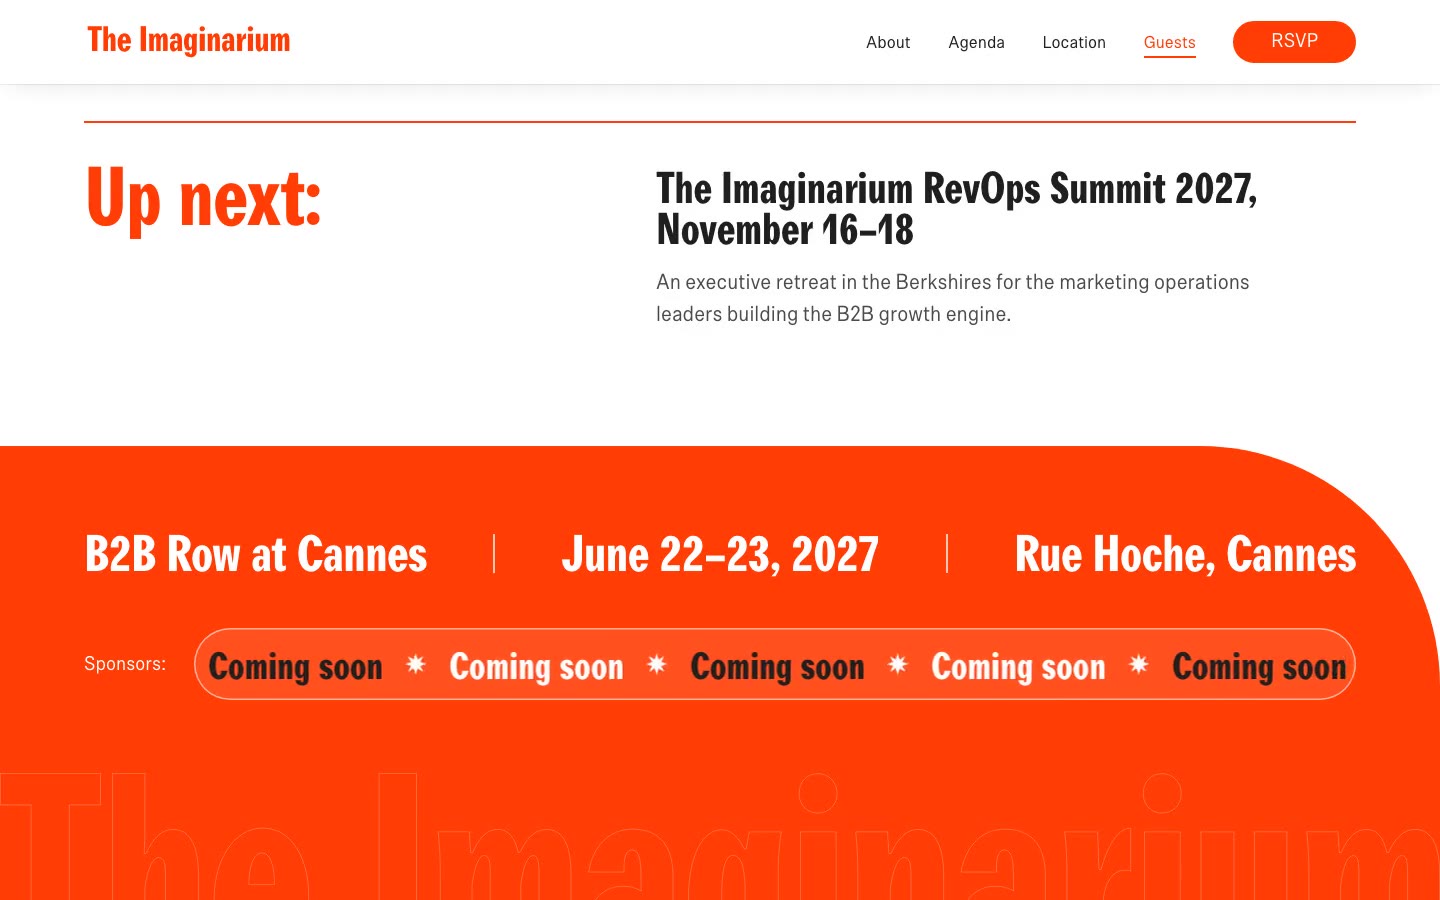 The Imaginarium
About
Agenda
Location
Guests
RSVP
Up next:
The Imaginarium RevOps Summit 2027,
November 16–18
An executive retreat in the Berkshires for the marketing operations
leaders building the B2B growth engine.
B2B Row at Cannes
June 22–23, 2027
Rue Hoche, Cannes
Sponsors:
Coming soon
Coming soon
Coming soon
Coming soon
Coming soon
The Imaginarium